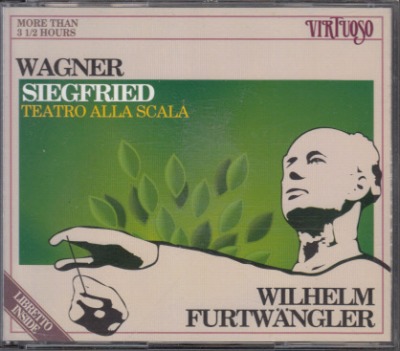 MORE THAN
3 1/2 HOURS
VIRTUOSO
WAGNER
SIEGFRIED
TEATRO ALLA SCALA
LIBRETTO
INSIDE
WILHELM
FURTWÄNGLER